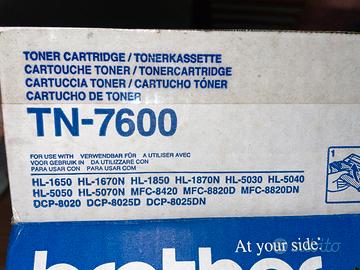 TONER CARTRIDGE / TONERKASSETTE
CARTOUCHE TONER / TONERCARTRIDGE
CARTUCCIA TONER / CARTUCHO TÓNER
CARTUCHO DE TONER
TN-7600
FOR USE WITH VERWENDBAR FÜR A UTILISER AVEC
VOOR GEBRUIK IN DA UTILIZZARE CON
PARA USAR CON PARA USAR COM
HL-1650 HL-1670N HL-1850 HL-1870N HL-5030 HL-5040
HL-5050 HL-5070N MFC-8420 MFC-8820D MFC-8820DN
DCP-8020 DCP-8025D DCP-8025DN
1
At your side.
brother